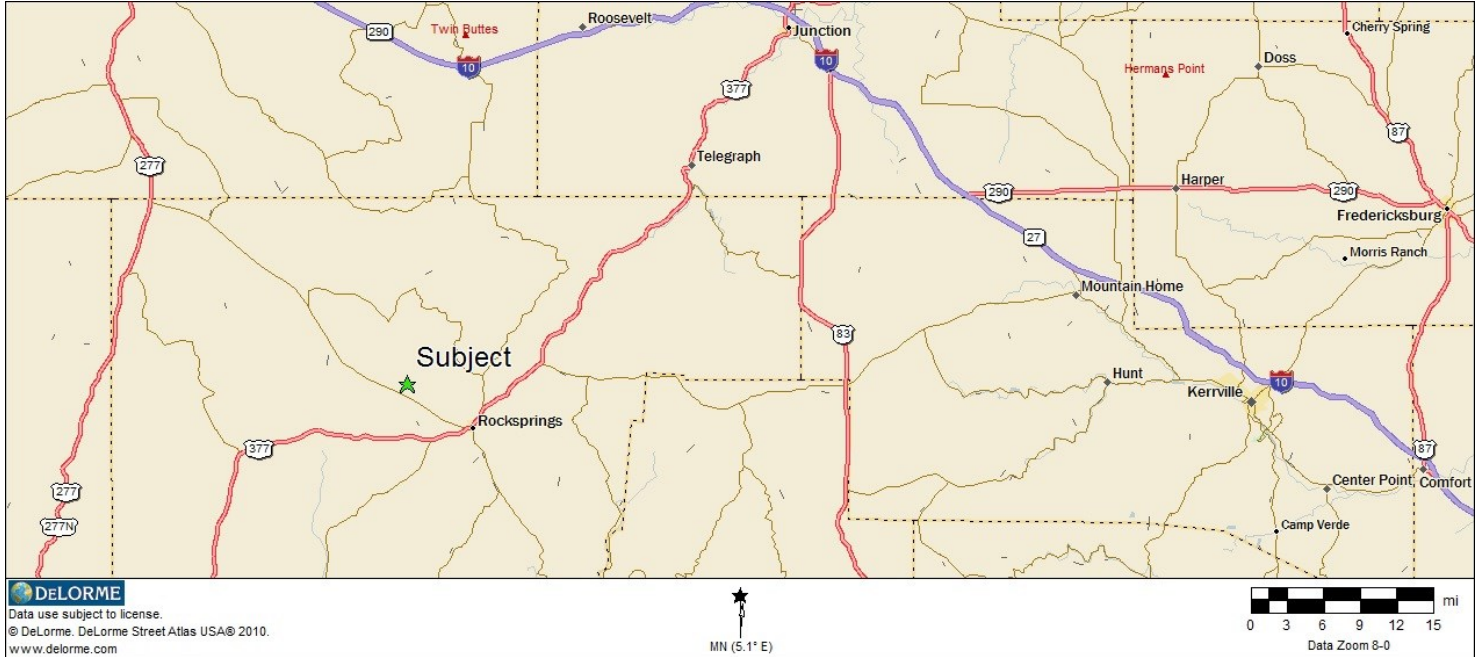 Roosevelt
290
Twin Buttes
Junction
Cherry Spring
10
10
Doss
Hermans Point
377
87
277
Telegraph
Harper
290
290
Fredericksburg
27
Morris Ranch
Mountain Home
83
Subject
Hunt
10
Kerrville
Rocksprings
377
87
277
Center Point
Comfort
277N
Camp Verde
DELORME
Data use subject to license.
© DeLorme. DeLorme Street Atlas USA® 2010.
www.delorme.com
MN (5.1° E)
mi
0 3 6 9 12 15
Data Zoom 8-0